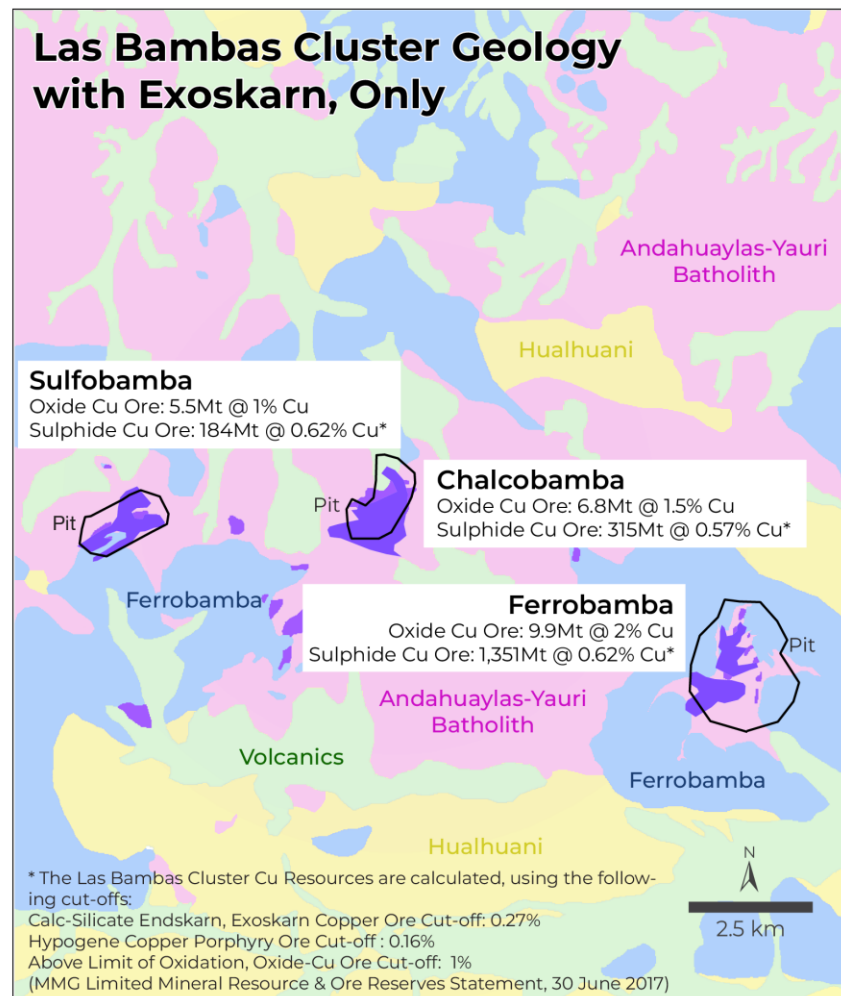 Las Bambas Cluster Geology
with Exoskarn, Only
Andahuaylas-Yauri
Batholith
Hualhuani
Sulfobamba
Oxide Cu Ore: 5.5Mt @ 1% Cu
Sulphide Cu Ore: 184Mt @ 0.62% Cu*
Chalcobamba
Oxide Cu Ore: 6.8Mt @ 1.5% Cu
Sulphide Cu Ore: 315Mt @ 0.57% Cu*
Pit
Pit
Ferrobamba
Ferrobamba
Oxide Cu Ore: 9.9Mt @ 2% Cu
Sulphide Cu Ore: 1,351Mt @ 0.62% Cu*
Pit
Andahuaylas-Yauri
Batholith
Volcanics
Ferrobamba
Hualhuani
* The Las Bambas Cluster Cu Resources are calculated, using the follow-
ing cut-offs:
Calc-Silicate Endskarn, Exoskarn Copper Ore Cut-off: 0.27%
Hypogene Copper Porphyry Ore Cut-off : 0.16%
Above Limit of Oxidation, Oxide-Cu Ore Cut-off: 1%
(MMG Limited Mineral Resource & Ore Reserves Statement, 30 June 2017)
N
2.5 km